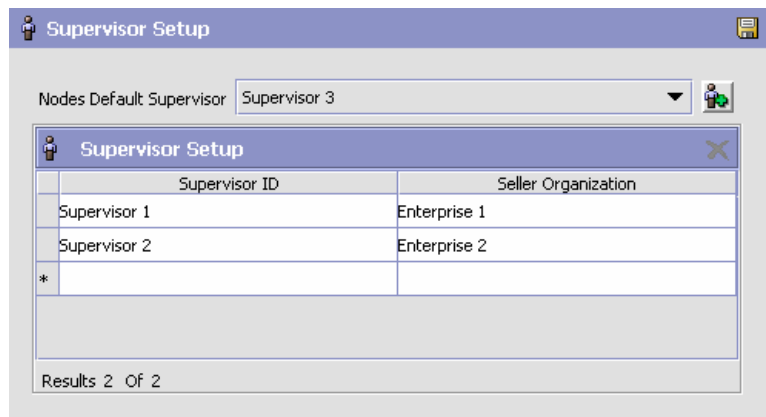 Supervisor Setup
Nodes Default Supervisor Supervisor 3
Supervisor Setup
Supervisor ID Seller Organization
Supervisor 1 Enterprise 1
Supervisor 2 Enterprise 2
*
Results 2 Of 2